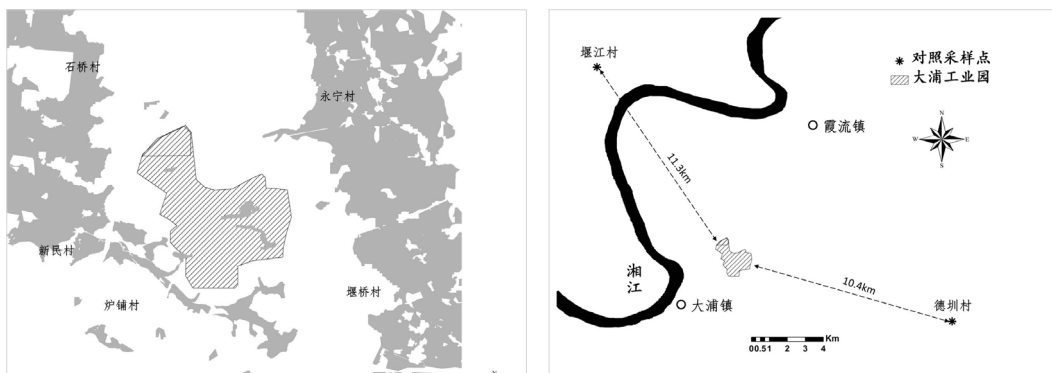 石桥村
永宁村
新民村
炉铺村
堰桥村
堰江村
对照采样点
大浦工业园
霞流镇
N
W
E
S
11.3km
湘江
10.4km
大浦镇
德圳村
Km
00.51 2 3 4